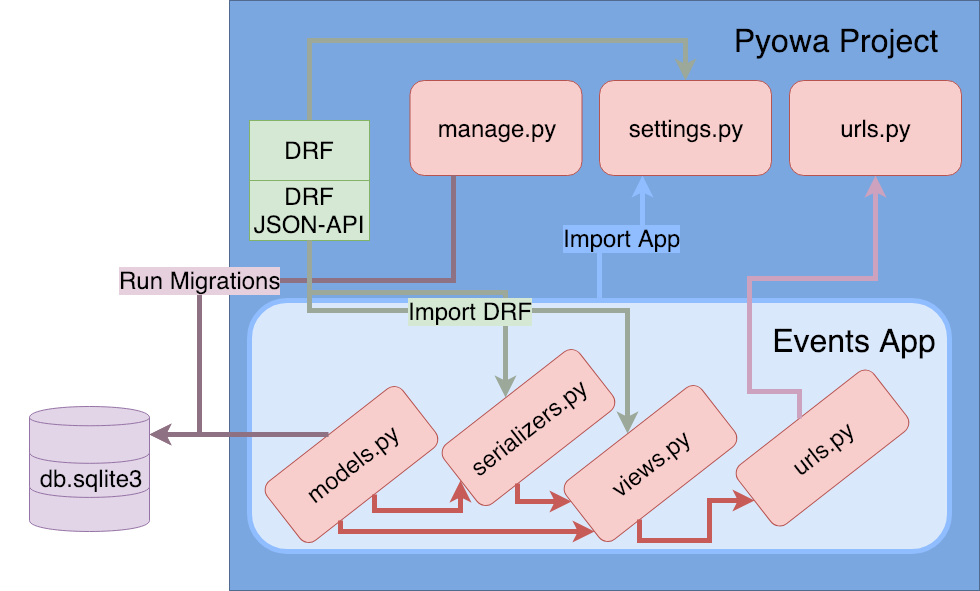 Pyowa Project
manage.py
settings.py
urls.py
DRF
DRF
JSON-API
Import App
Run Migrations
Import DRF
Events App
models.py
serializers.py
views.py
urls.py
db.sqlite3